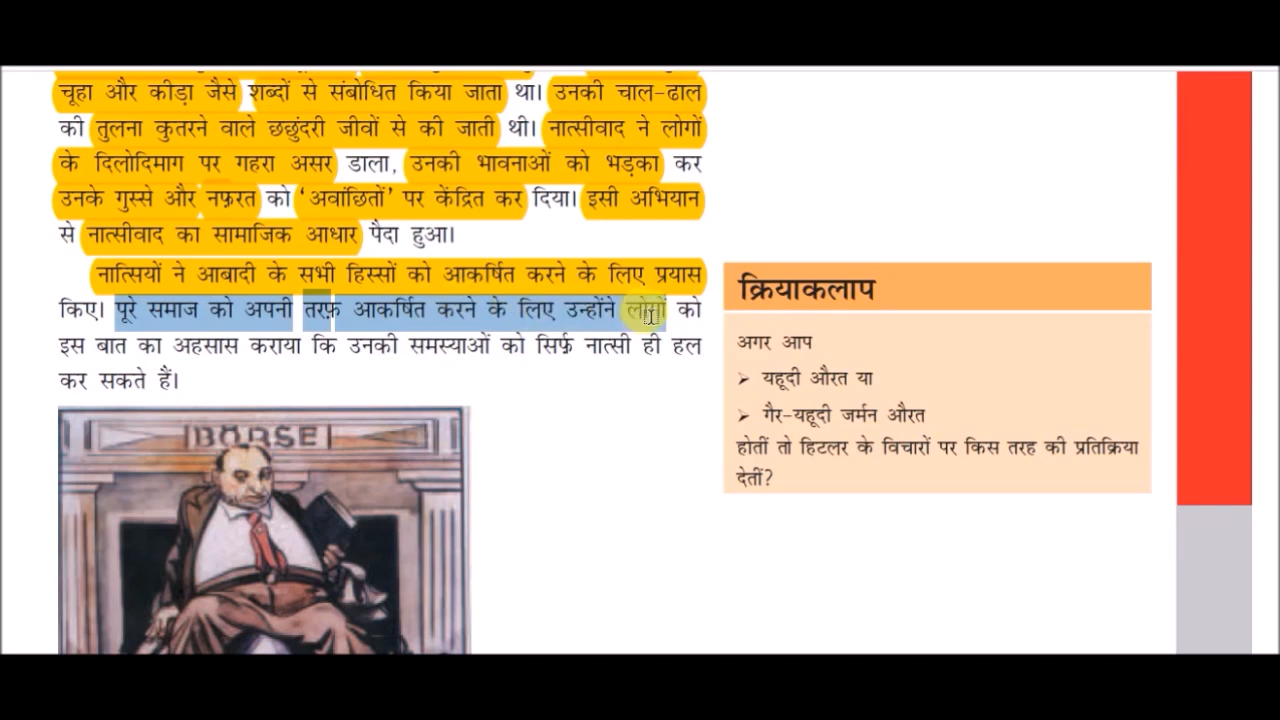 चूहा और कीड़ा जैसे शब्दों से संबोधित किया जाता था। उनकी चाल-ढाल
की तुलना कुतरने वाले छछुंदरी जीवों से की जाती थी। नात्सीवाद ने लोगों
के दिलोदिमाग पर गहरा असर डाला, उनकी भावनाओं को भड़का कर
उनके गुस्से और नफ़रत को ‘अवांछितों’ पर केंद्रित कर दिया। इसी अभियान
से नात्सीवाद का सामाजिक आधार पैदा हुआ।
नात्सियों ने आबादी के सभी हिस्सों को आकर्षित करने के लिए प्रयास
किए। पूरे समाज को अपनी तरफ़ आकर्षित करने के लिए उन्होंने लोगों को
इस बात का अहसास कराया कि उनकी समस्याओं को सिर्फ़ नात्सी ही हल
कर सकते हैं।
BÖRSE
क्रियाकलाप
अगर आप
➤ यहूदी औरत या
➤ गैर-यहूदी जर्मन औरत
होतीं तो हिटलर के विचारों पर किस तरह की प्रतिक्रिया
देतीं?